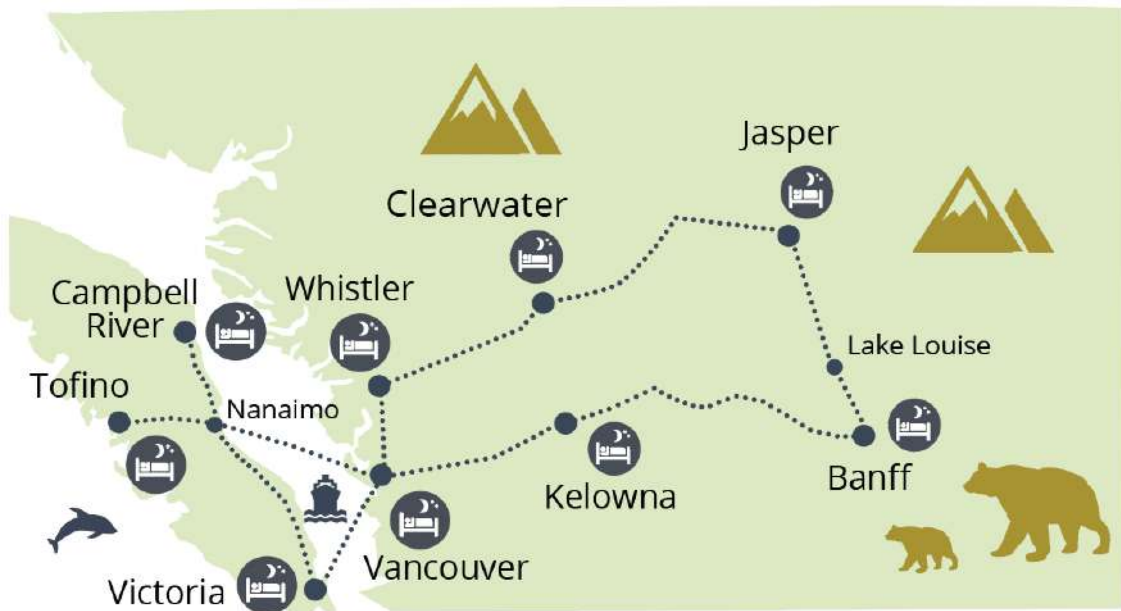 Jasper
Clearwater
Campbell
River
Whistler
Lake Louise
Tofino
Nanaimo
Kelowna
Banff
Vancouver
Victoria